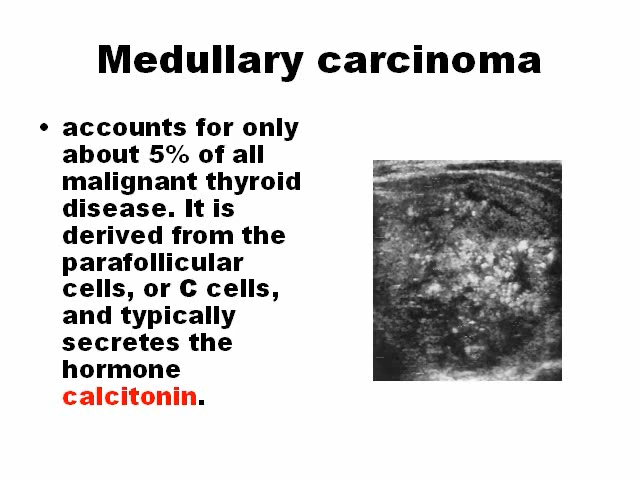 Medullary carcinoma
• accounts for only
about 5% of all
malignant thyroid
disease. It is
derived from the
parafollicular
cells, or C cells,
and typically
secretes the
hormone
calcitonin.